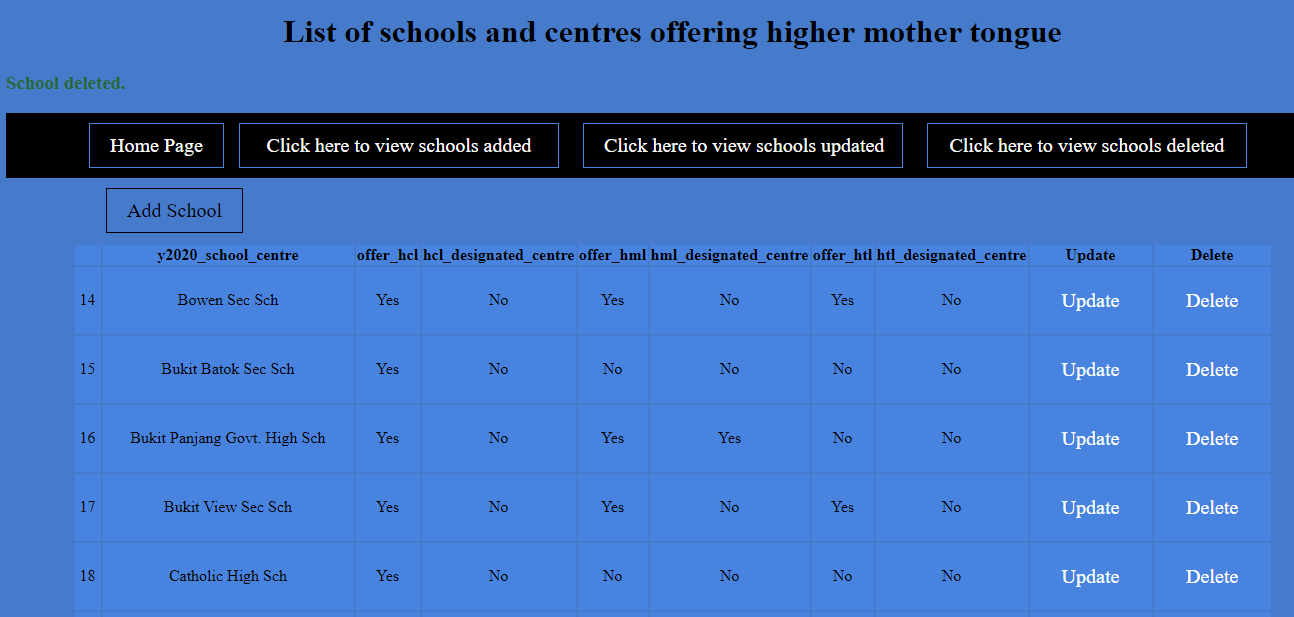 List of schools and centres offering higher mother tongue
School deleted.
Home Page Click here to view schools added Click here to view schools updated Click here to view schools deleted
Add School
y2020_school_centre offer_hcl hcl_designated_centre offer_hml hml_designated_centre offer_htl htl_designated_centre Update Delete
14 Bowen Sec Sch Yes No Yes No Yes No Update Delete
15 Bukit Batok Sec Sch Yes No No No No No Update Delete
16 Bukit Panjang Govt. High Sch Yes No Yes Yes No No Update Delete
17 Bukit View Sec Sch Yes No Yes No Yes No Update Delete
18 Catholic High Sch Yes No No No No No Update Delete